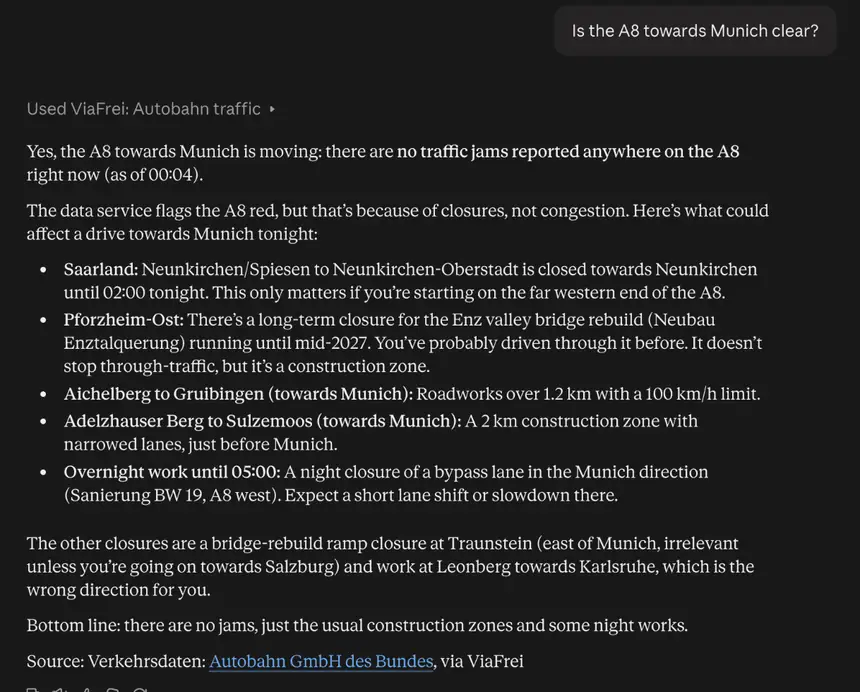 Is the A8 towards Munich clear?
Used ViaFrei: Autobahn traffic
Yes, the A8 towards Munich is moving: there are no traffic jams reported anywhere on the A8
right now (as of 00:04).
The data service flags the A8 red, but that's because of closures, not congestion. Here's what could
affect a drive towards Munich tonight:
• Saarland: Neunkirchen/Spiesen to Neunkirchen-Oberstadt is closed towards Neunkirchen
until 02:00 tonight. This only matters if you're starting on the far western end of the A8.
• Pforzheim-Ost: There's a long-term closure for the Enz valley bridge rebuild (Neubau
Enztalquerung) running until mid-2027. You've probably driven through it before. It doesn't
stop through-traffic, but it's a construction zone.
• Aichelberg to Gruibingen (towards Munich): Roadworks over 1.2 km with a 100 km/h limit.
• Adelzhauser Berg to Sulzemoos (towards Munich): A 2 km construction zone with
narrowed lanes, just before Munich.
• Overnight work until 05:00: A night closure of a bypass lane in the Munich direction
(Sanierung BW 19, A8 west). Expect a short lane shift or slowdown there.
The other closures are a bridge-rebuild ramp closure at Traunstein (east of Munich, irrelevant
unless you're going on towards Salzburg) and work at Leonberg towards Karlsruhe, which is the
wrong direction for you.
Bottom line: there are no jams, just the usual construction zones and some night works.
Source: Verkehrsdaten: Autobahn GmbH des Bundes, via ViaFrei